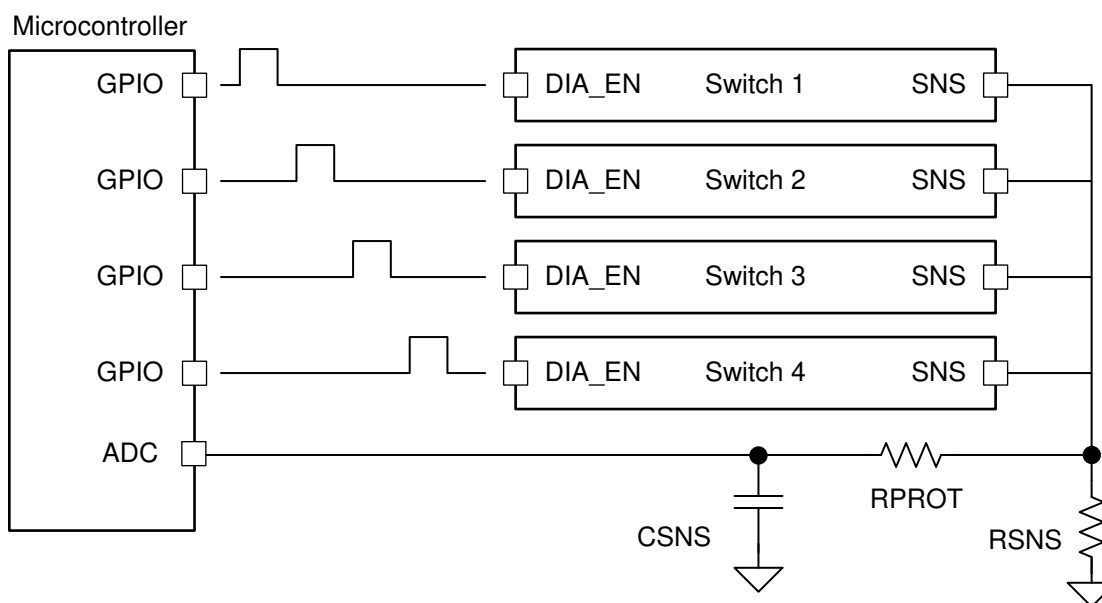 Microcontroller
GPIO DIA_EN Switch 1 SNS
GPIO DIA_EN Switch 2 SNS
GPIO DIA_EN Switch 3 SNS
GPIO DIA_EN Switch 4 SNS
ADC
RPROT
CSNS RSNS